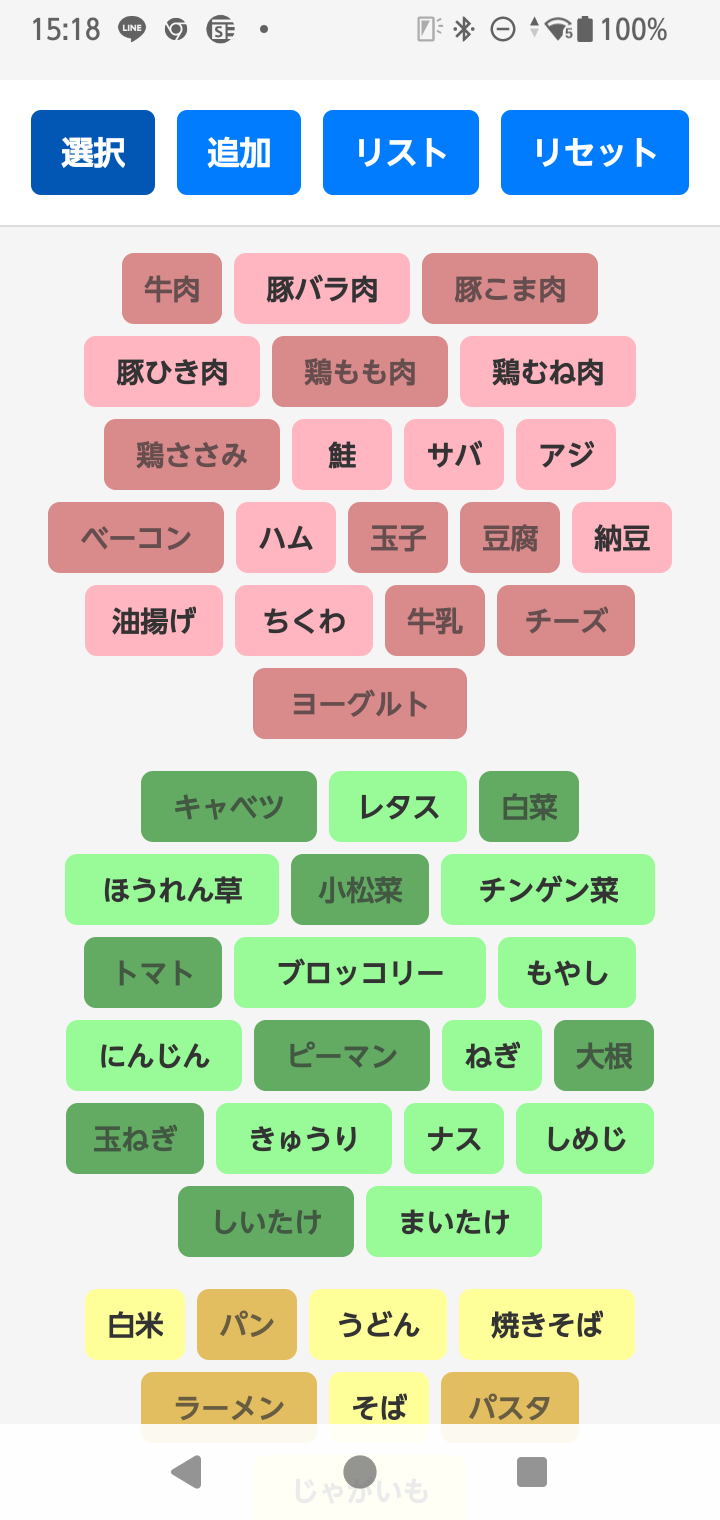 15:18 LINE S 5 100%
選択 追加 リスト リセット
牛肉 豚バラ肉 豚こま肉
豚ひき肉 鶏もも肉 鶏むね肉
鶏ささみ 鮭 サバ アジ
ベーコン ハム 玉子 豆腐 納豆
油揚げ ちくわ 牛乳 チーズ
ヨーグルト
キャベツ レタス 白菜
ほうれん草 小松菜 チンゲン菜
トマト ブロッコリー もやし
にんじん ピーマン ねぎ 大根
玉ねぎ きゅうり ナス しめじ
しいたけ まいたけ
白米 パン うどん 焼きそば
ラーメン そば パスタ
じゃがいも